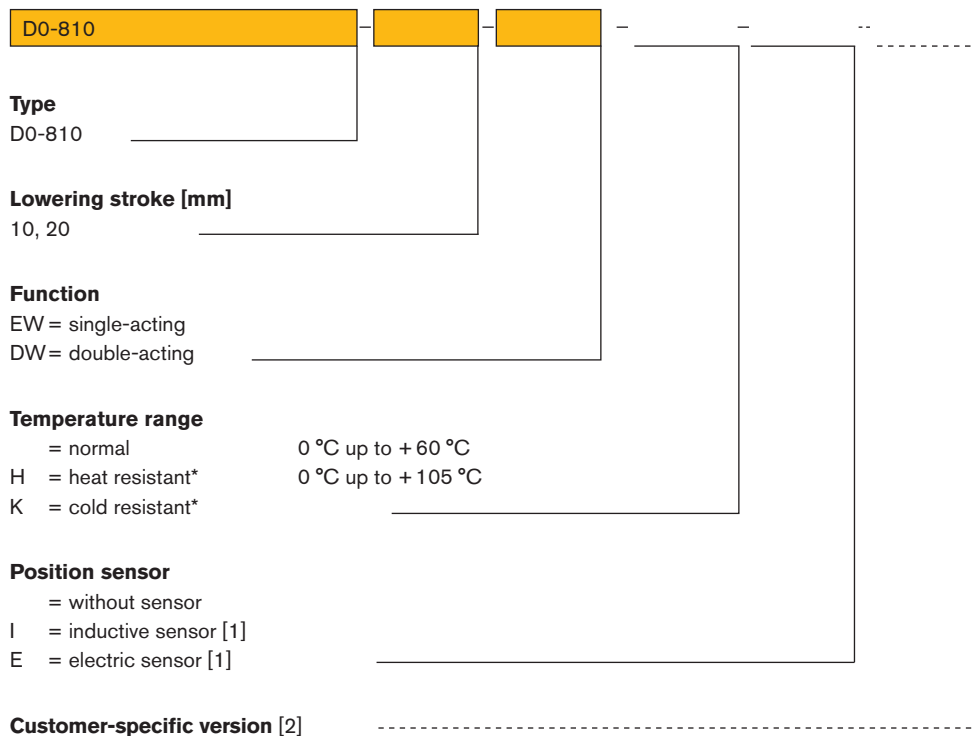 D0-810 – – – – --
Type
D0-810
Lowering stroke [mm]
10, 20
Function
EW = single-acting
DW = double-acting
Temperature range
= normal 0 °C up to + 60 °C
H = heat resistant* 0 °C up to + 105 °C
K = cold resistant*
Position sensor
= without sensor
I = inductive sensor [1]
E = electric sensor [1]
Customer-specific version [2]